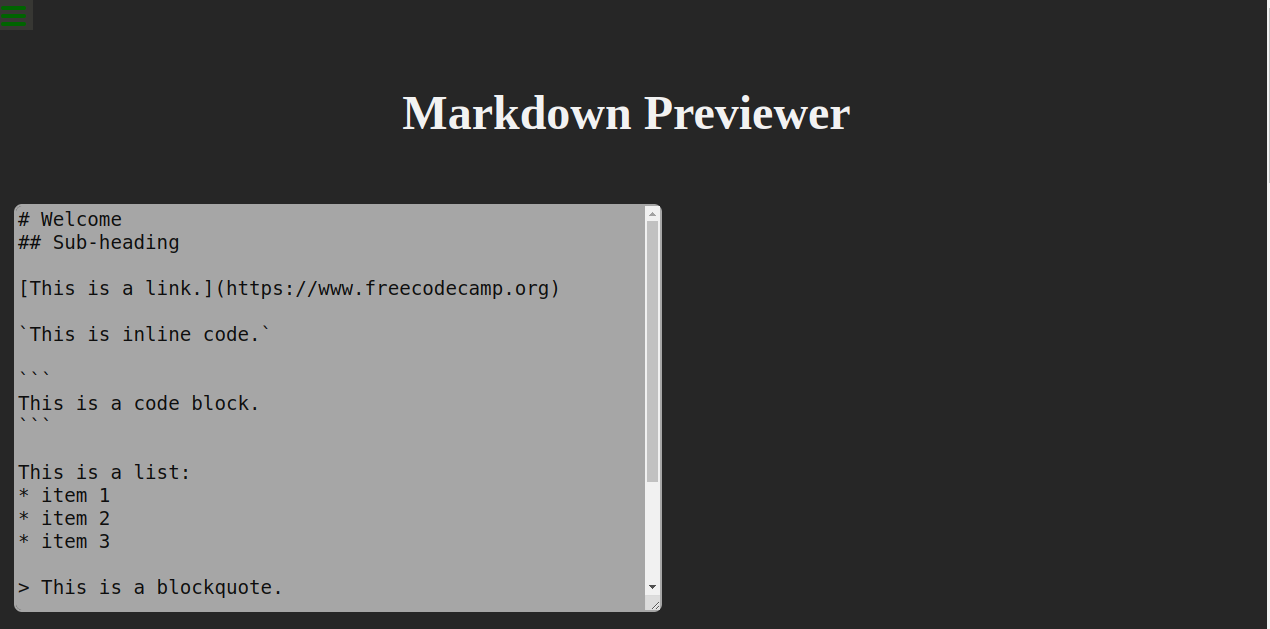 Markdown Previewer
# Welcome
## Sub-heading
[This is a link.](https://www.freecodecamp.org)
`This is inline code.`
```
This is a code block.
```
This is a list:
* item 1
* item 2
* item 3
> This is a blockquote.